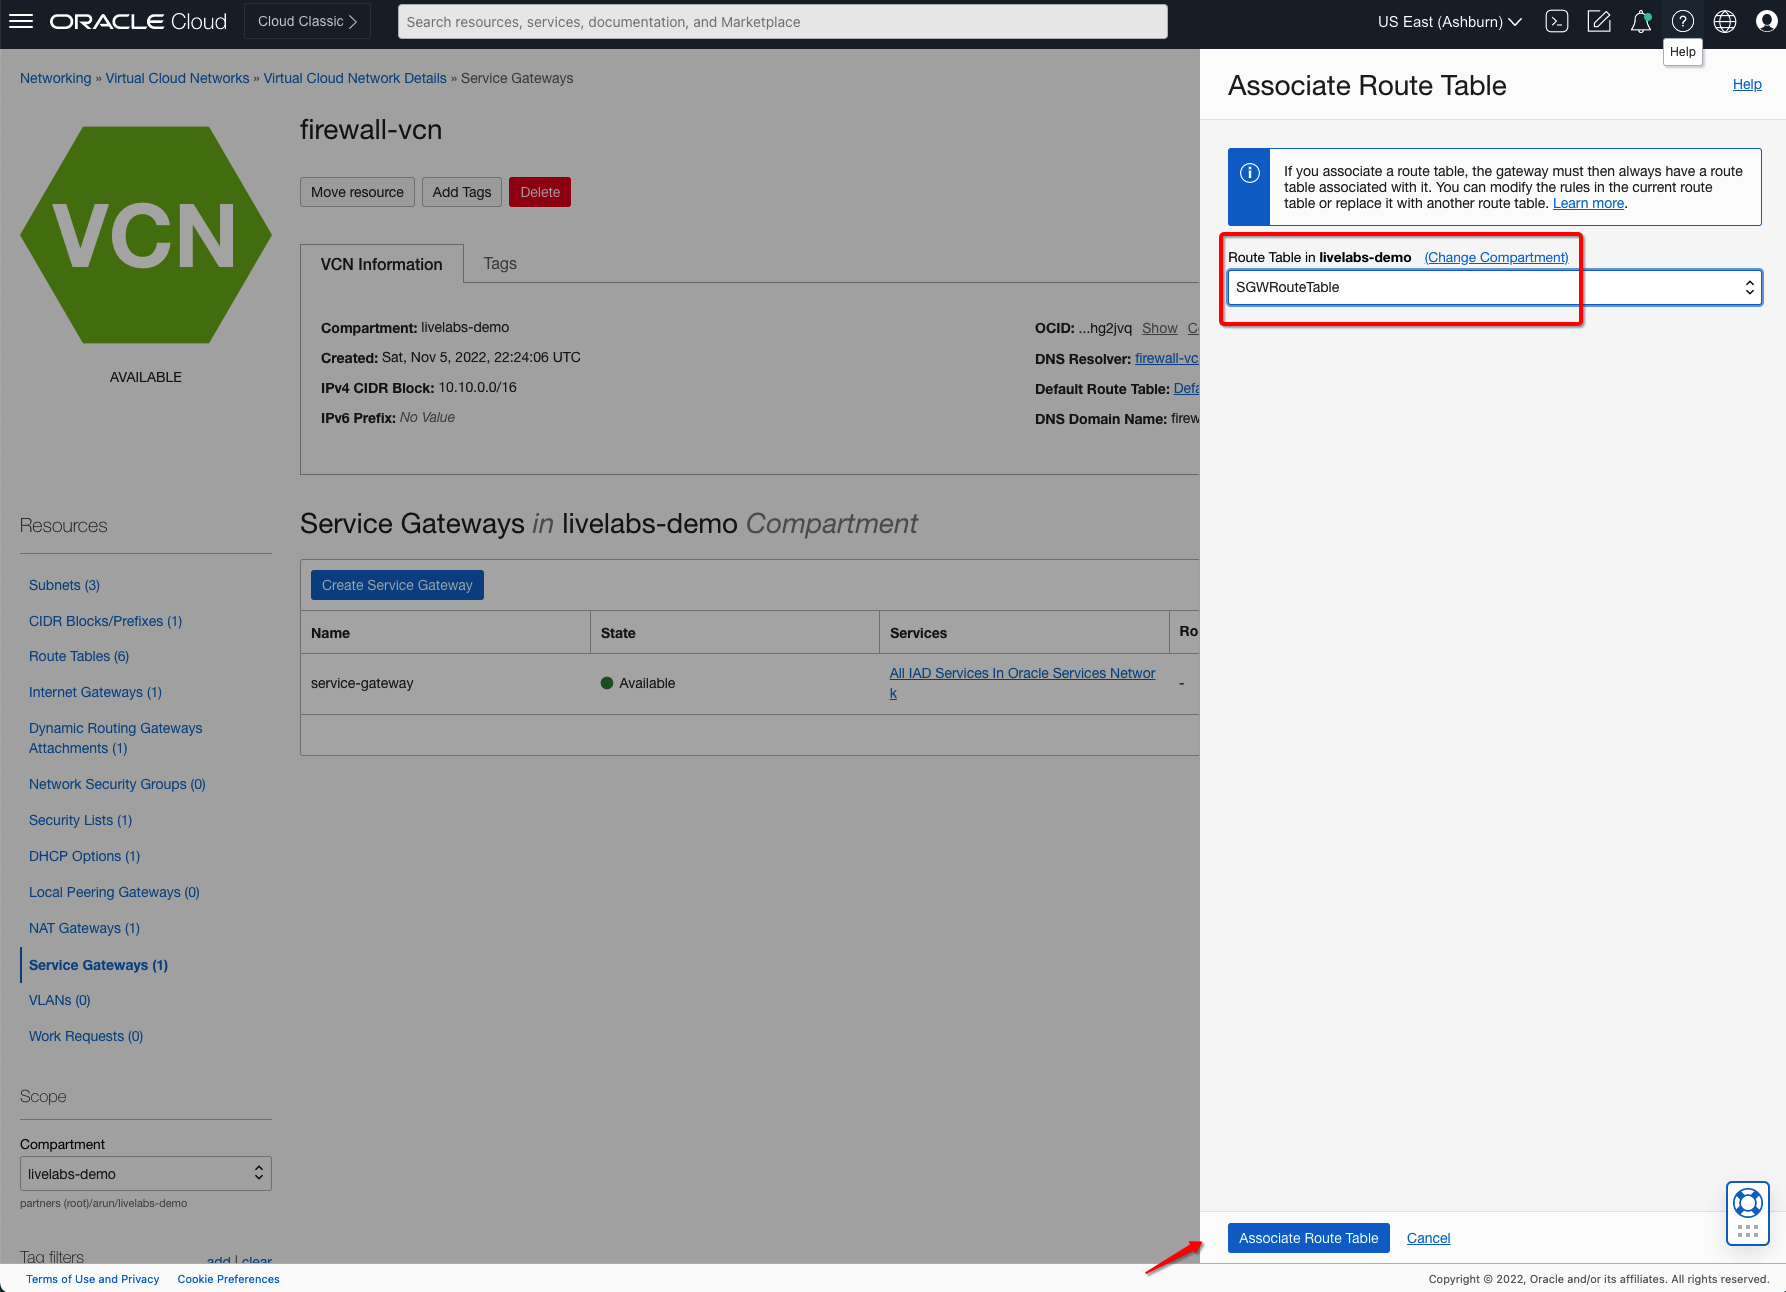 ORACLE Cloud
Cloud Classic
Search resources, services, documentation, and Marketplace
US East (Ashburn)
Help
Networking » Virtual Cloud Networks » Virtual Cloud Network Details » Service Gateways
VCN
AVAILABLE
firewall-vcn
Move resource
Add Tags
Delete
VCN Information
Tags
Compartment: livelabs-demo
Created: Sat, Nov 5, 2022, 22:24:06 UTC
IPv4 CIDR Block: 10.10.0.0/16
IPv6 Prefix: No Value
OCID: ...hg2jvq Show
DNS Resolver: firewall-vc
Default Route Table: Defa
DNS Domain Name: firew
Resources
Subnets (3)
CIDR Blocks/Prefixes (1)
Route Tables (6)
Internet Gateways (1)
Dynamic Routing Gateways
Attachments (1)
Network Security Groups (0)
Security Lists (1)
DHCP Options (1)
Local Peering Gateways (0)
NAT Gateways (1)
Service Gateways (1)
VLANs (0)
Work Requests (0)
Scope
Compartment
livelabs-demo
partners (root)/arun/livelabs-demo
Tag filters
add | clear
Service Gateways in livelabs-demo Compartment
Create Service Gateway
Name
State
Services
Ro
service-gateway
Available
All IAD Services In Oracle Services Networ
k
-
Associate Route Table
Help
If you associate a route table, the gateway must then always have a route
table associated with it. You can modify the rules in the current route
table or replace it with another route table. Learn more.
Route Table in livelabs-demo (Change Compartment)
SGWRouteTable
Associate Route Table
Cancel
Terms of Use and Privacy
Cookie Preferences
Copyright © 2022, Oracle and/or its affiliates. All rights reserved.